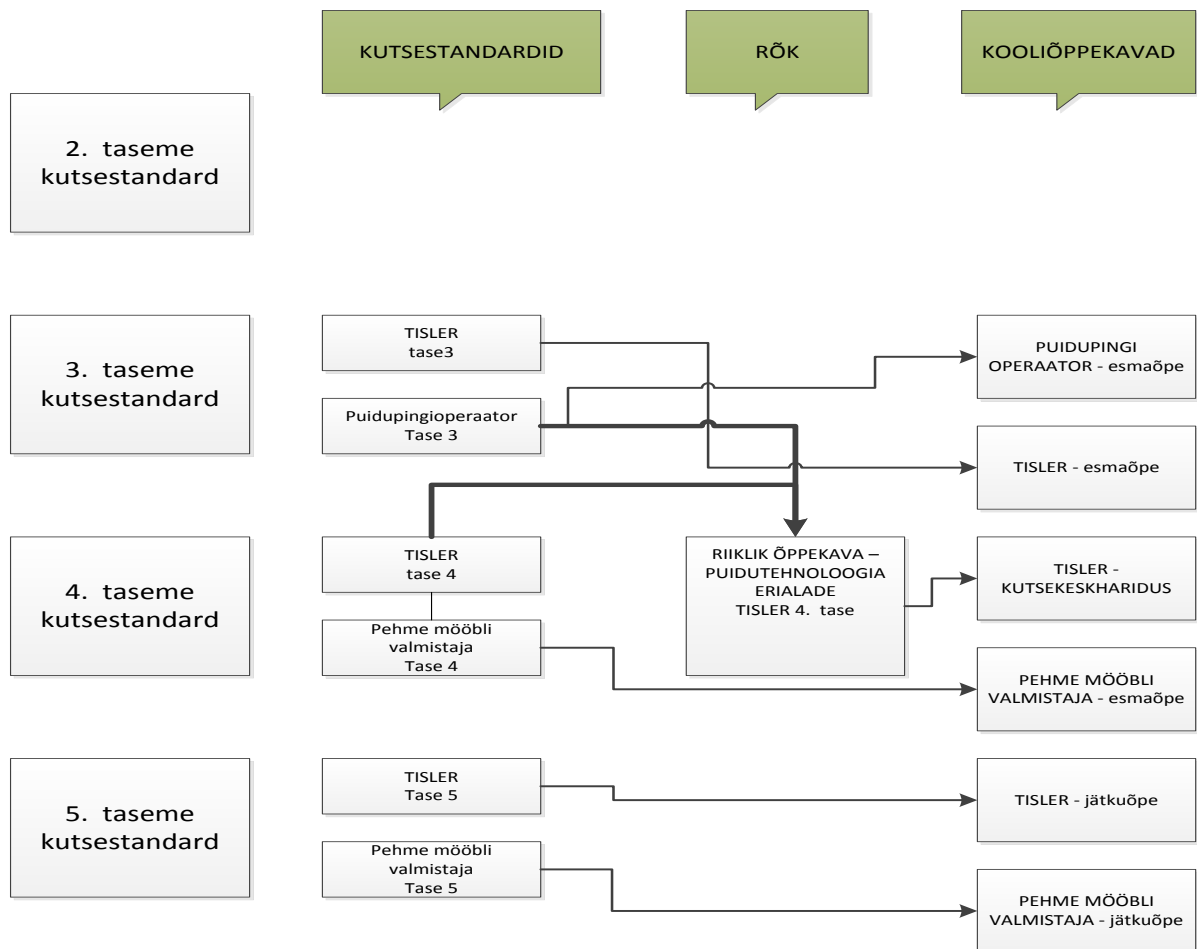 KUTSESTANDARDID
RÕK
KOOLIÕPPEKAVAD
2. taseme
kutsestandard
3. taseme
kutsestandard
TISLER
tase3
Puidupingioperaator
Tase 3
PUIDUPINGI
OPERAATOR - esmaõpe
TISLER - esmaõpe
4. taseme
kutsestandard
TISLER
tase 4
Pehme mööbli
valmistaja
Tase 4
RIIKLIK ÕPPEKAVA –
PUIDUTEHNOLOOGIA
ERIALADE
TISLER 4. tase
TISLER -
KUTSEKESKHARIDUS
PEHME MÖÖBLI
VALMISTAJA - esmaõpe
5. taseme
kutsestandard
TISLER
Tase 5
Pehme mööbli
valmistaja
Tase 5
TISLER - jätkuõpe
PEHME MÖÖBLI
VALMISTAJA - jätkuõpe